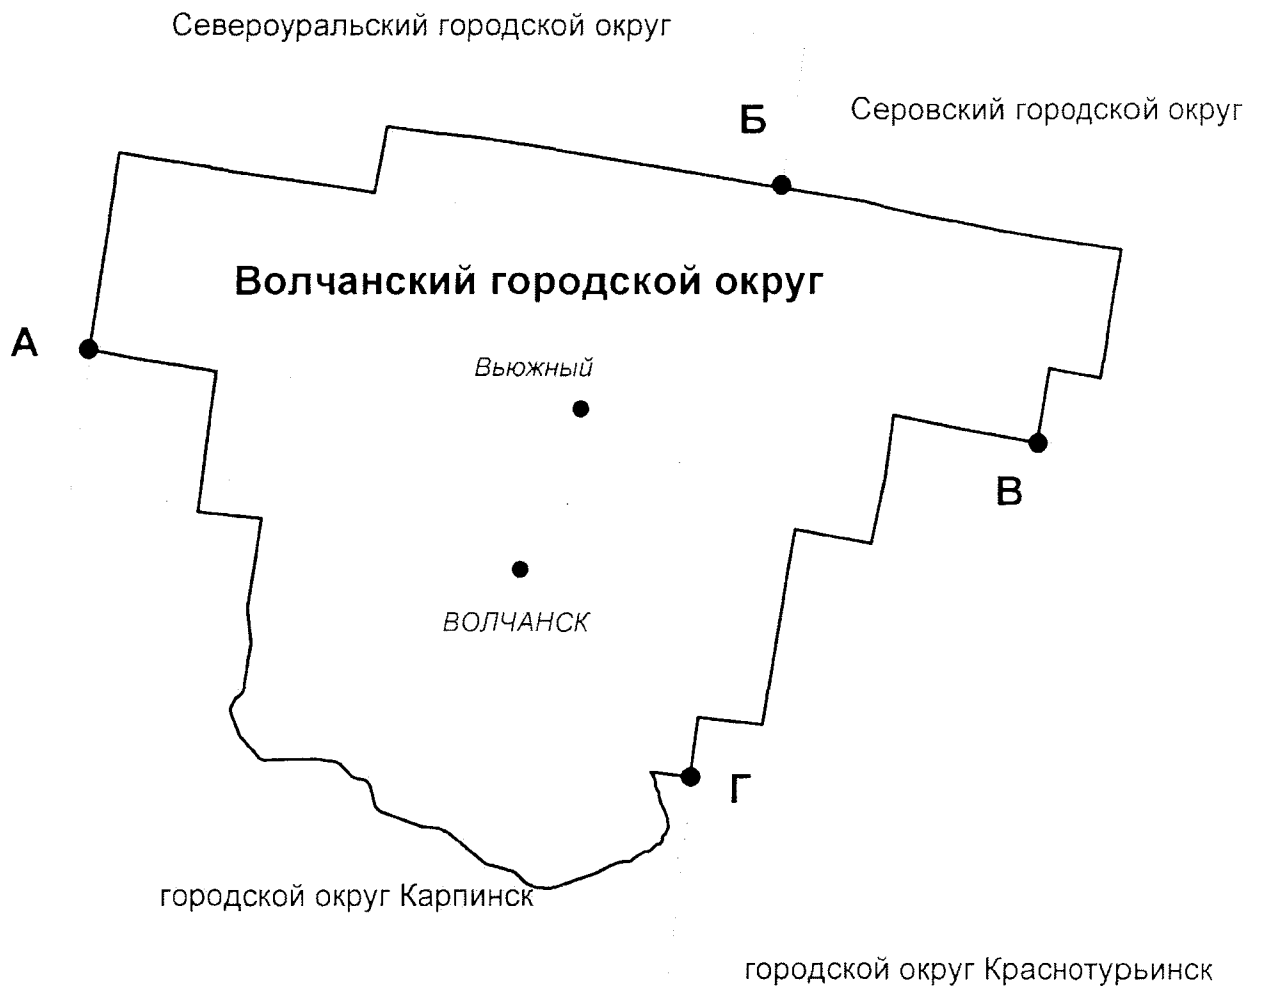 Североуральский городской округ
Б
Серовский городской округ
Волчанский городской округ
А
Вьюжный
В
ВОЛЧАНСК
Г
городской округ Карпинск
городской округ Краснотурьинск